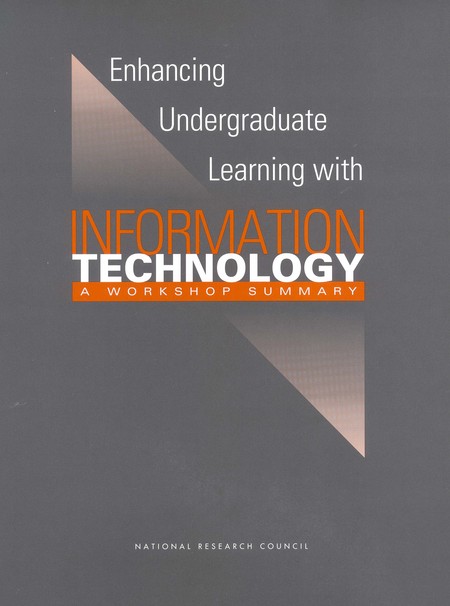 Enhancing
Undergraduate
Learning with
INFORMATION
TECHNOLOGY
A WORKSHOP SUMMARY
NATIONAL RESEARCH COUNCIL